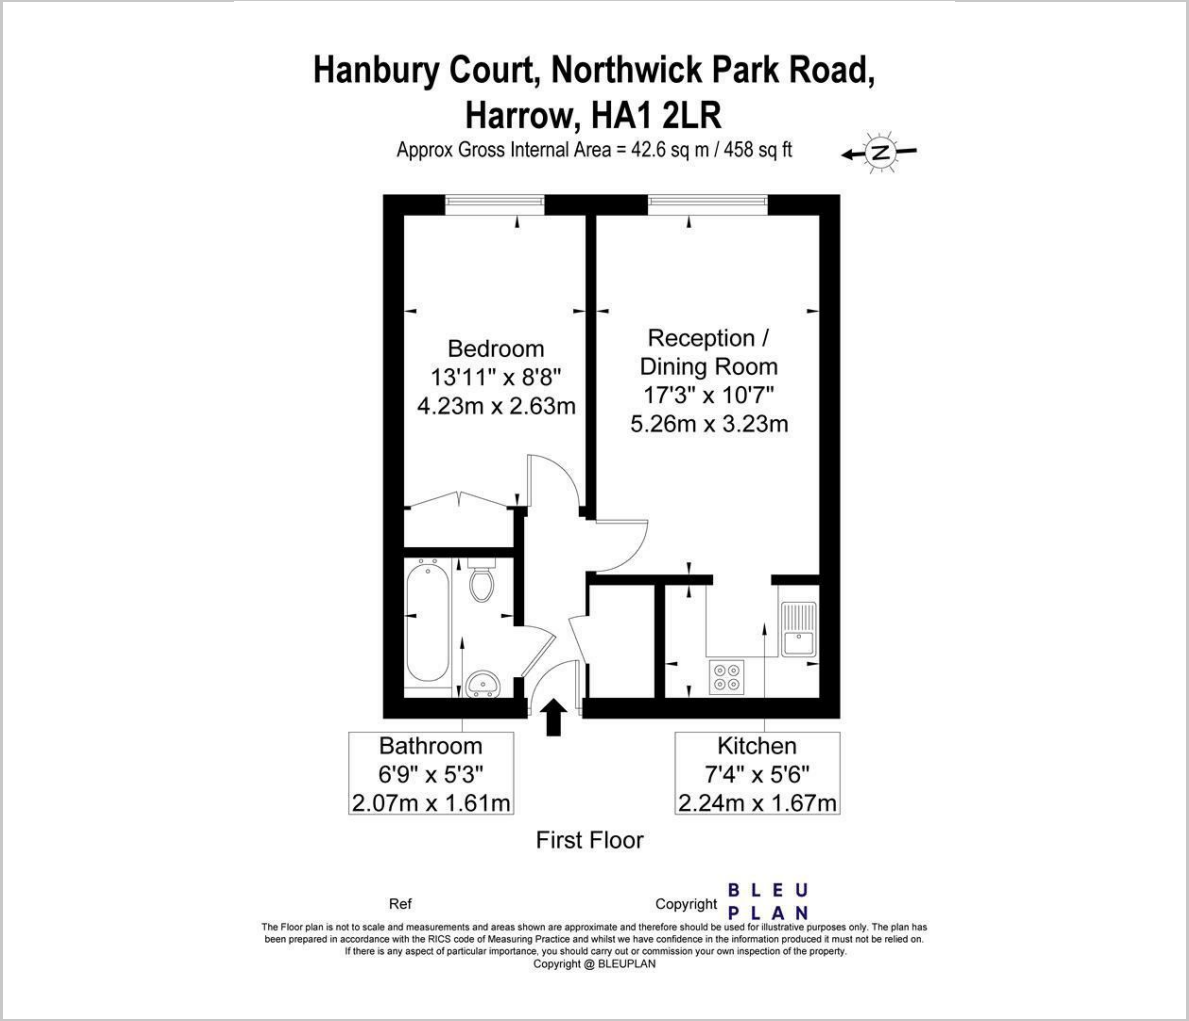 Hanbury Court, Northwick Park Road,
Harrow, HA1 2LR
Approx Gross Internal Area = 42.6 sq m / 458 sq ft
N
Bedroom
13'11" x 8'8"
4.23m x 2.63m
Reception /
Dining Room
17'3" x 10'7"
5.26m x 3.23m
Bathroom
6'9" x 5'3"
2.07m x 1.61m
Kitchen
7'4" x 5'6"
2.24m x 1.67m
First Floor
Ref
Copyright
BLEU
PLAN
The Floor plan is not to scale and measurements and areas shown are approximate and therefore should be used for illustrative purposes only. The plan has
been prepared in accordance with the RICS code of Measuring Practice and whilst we have confidence in the information produced it must not be relied on.
If there is any aspect of particular importance, you should carry out or commission your own inspection of the property.
Copyright @ BLEUPLAN